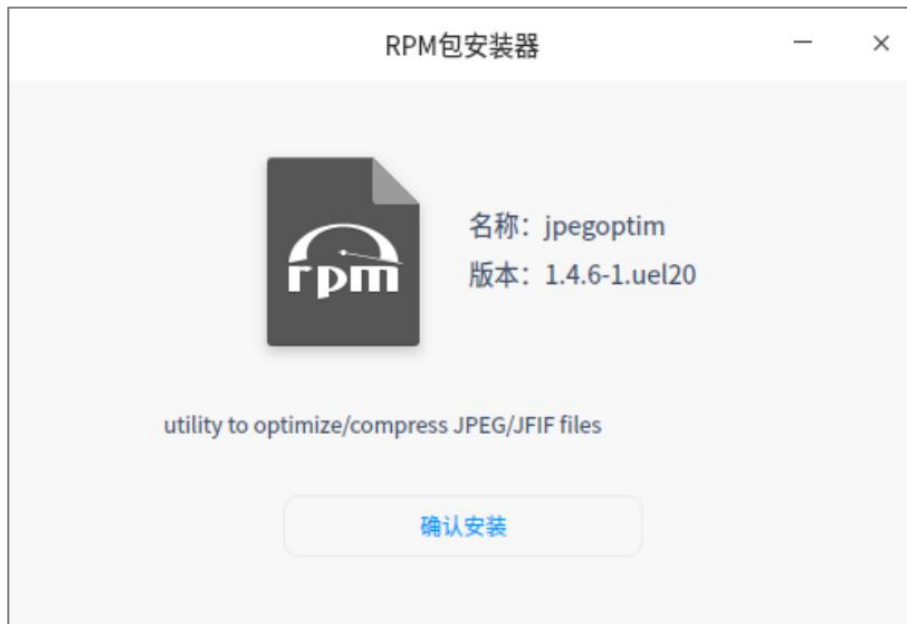 RPM包安装器
rpm
名称：jpegoptim
版本：1.4.6-1.uel20
utility to optimize/compress JPEG/JFIF files
确认安装